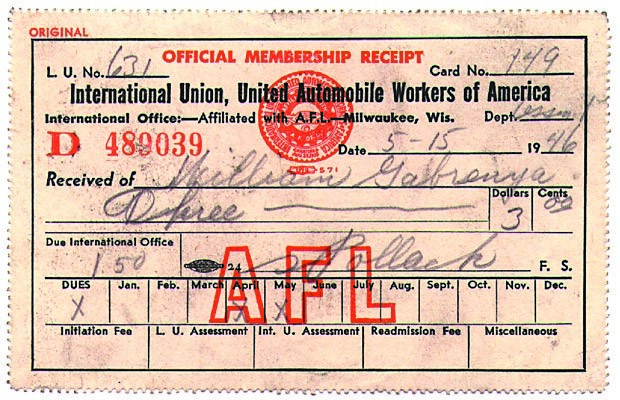 ORIGINAL
OFFICIAL MEMBERSHIP RECEIPT
L. U. No. 631 Card No. 149
International Union, United Automobile Workers of America
International Office:—Affiliated with A.F.L.—Milwaukee, Wis. Dept.
D 489039 Date 5-15 1946
Received of William Gabrenya
Three Dollars 3 Cents 00
Due International Office
1 50 24 Pollack F. S.
AFL
DUES Jan. Feb. March April May June July Aug. Sept. Oct. Nov. Dec.
X X X
Initiation Fee L. U. Assessment Int. U. Assessment Readmission Fee Miscellaneous